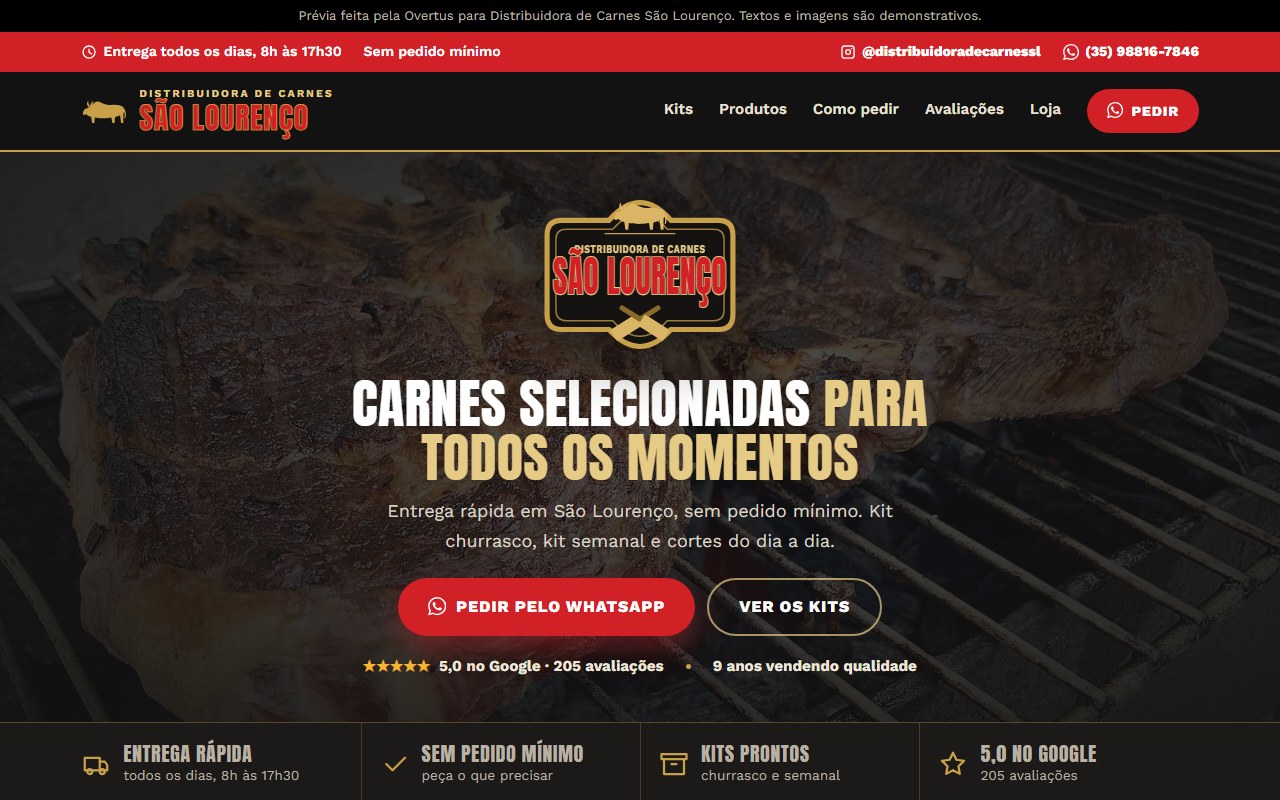 Prévia feita pela Overtus para Distribuidora de Carnes São Lourenço. Textos e imagens são demonstrativos.
Entrega todos os dias, 8h às 17h30 Sem pedido mínimo @distribuidoradecarnessl (35) 98816-7846
DISTRIBUIDORA DE CARNES
SÃO LOURENÇO
Kits Produtos Como pedir Avaliações Loja PEDIR
DISTRIBUIDORA DE CARNES
SÃO LOURENÇO
CARNES SELECIONADAS PARA
TODOS OS MOMENTOS
Entrega rápida em São Lourenço, sem pedido mínimo. Kit
churrasco, kit semanal e cortes do dia a dia.
PEDIR PELO WHATSAPP VER OS KITS
★★★★★ 5,0 no Google · 205 avaliações • 9 anos vendendo qualidade
ENTREGA RÁPIDA SEM PEDIDO MÍNIMO KITS PRONTOS 5,0 NO GOOGLE
todos os dias, 8h às 17h30 peça o que precisar churrasco e semanal 205 avaliações